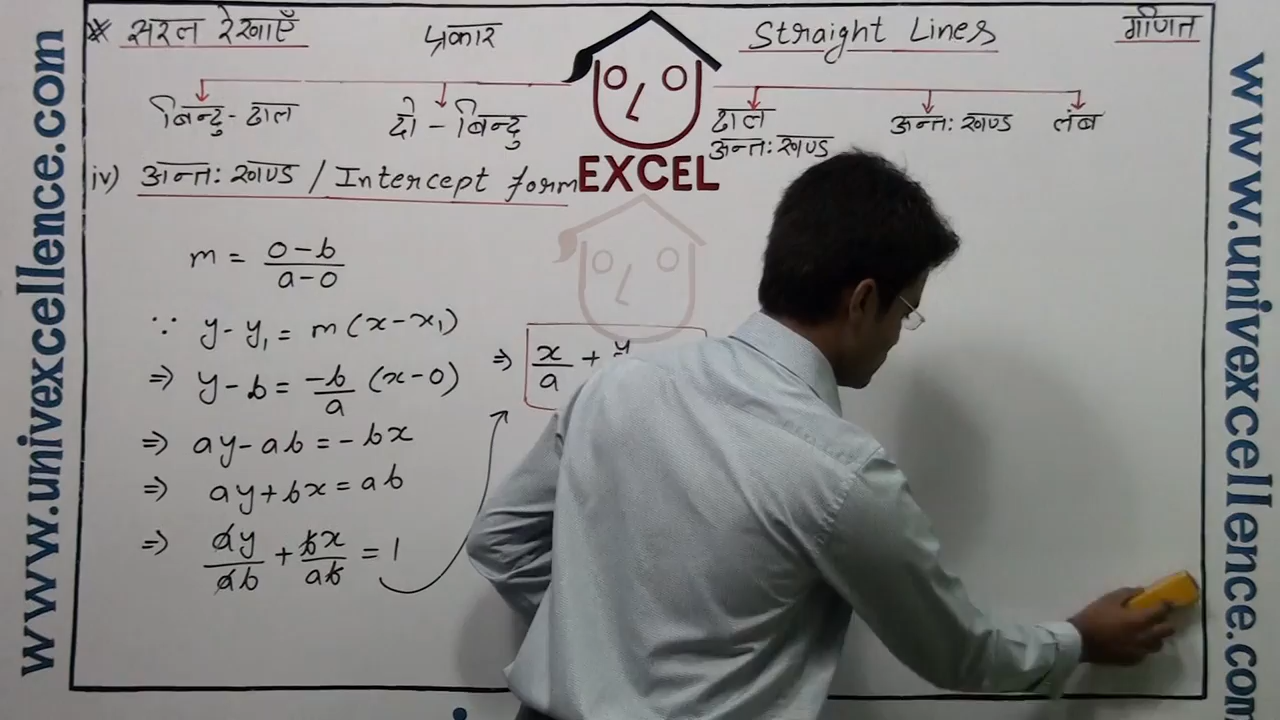 * सरल रेखाएँ प्रकार Straight Lines गणित
बिन्दु - ढाल दो - बिन्दु ढाल अन्तः खण्ड लंब
अन्तः खण्ड
iv) अन्तः खण्ड / Intercept form
EXCEL
m = 0-b / a-0
∵ y - y₁ = m (x - x₁)
⇒ y - b = -b/a (x - 0)
⇒ ay - ab = - bx
⇒ ay + bx = ab
⇒ ay/ab + bx/ab = 1
⇒ x/a + y
www.univexcellence.com
www.univexcellence.com